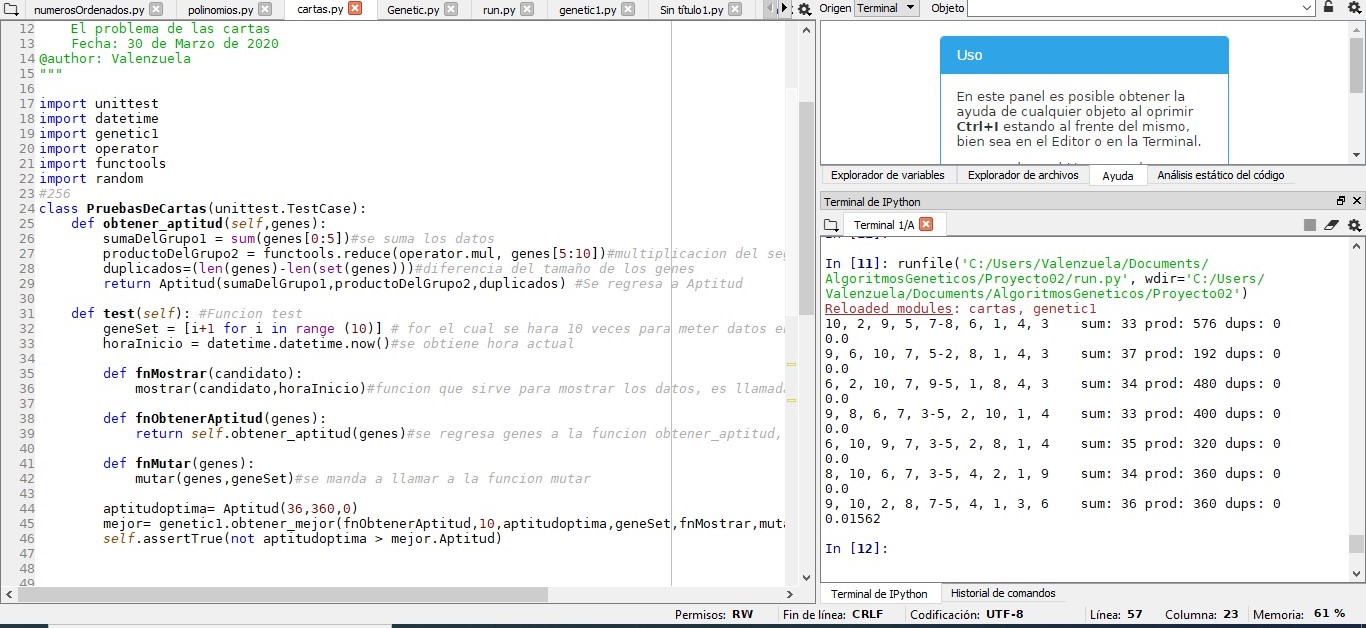 numerosOrdenados.py polinomios.py cartas.py Genetic.py run.py genetic1.py Sin título1.py
12 El problema de las cartas
13 Fecha: 30 de Marzo de 2020
14 @author: Valenzuela
15 """
16
17 import unittest
18 import datetime
19 import genetic1
20 import operator
21 import functools
22 import random
23 #256
24 class PruebasDeCartas(unittest.TestCase):
25 def obtener_aptitud(self,genes):
26 sumaDelGrupo1 = sum(genes[0:5])#se suma los datos
27 productoDelGrupo2 = functools.reduce(operator.mul, genes[5:10])#multiplicacion del
28 duplicados=(len(genes)-len(set(genes)))#diferencia del tamaño de los genes
29 return Aptitud(sumaDelGrupo1,productoDelGrupo2,duplicados) #Se regresa a Aptitud
30
31 def test(self): #Funcion test
32 geneSet = [i+1 for i in range (10)] # for el cual se hara 10 veces para meter datos
33 horaInicio = datetime.datetime.now()#se obtiene hora actual
34
35 def fnMostrar(candidato):
36 mostrar(candidato,horaInicio)#funcion que sirve para mostrar los datos, es
37
38 def fnObtenerAptitud(genes):
39 return self.obtener_aptitud(genes)#se regresa genes a la funcion obtener_aptitud,
40
41 def fnMutar(genes):
42 mutar(genes,geneSet)#se manda a llamar a la funcion mutar
43
44 aptitudoptima= Aptitud(36,360,0)
45 mejor= genetic1.obtener_mejor(fnObtenerAptitud,10,aptitudoptima,geneSet,fnMostrar,
46 self.assertTrue(not aptitudoptima > mejor.Aptitud)
47
48
49
Origen Terminal Objeto
Uso
En este panel es posible obtener la
ayuda de cualquier objeto al oprimir
Ctrl+I estando al frente del mismo,
bien sea en el Editor o en la Terminal.
Explorador de variables Explorador de archivos Ayuda Análisis estático del código
Terminal de IPython
Terminal 1/A
In [11]: runfile('C:/Users/Valenzuela/Documents/
AlgoritmosGeneticos/Proyecto02/run.py', wdir='C:/Users/
Valenzuela/Documents/AlgoritmosGeneticos/Proyecto02')
Reloaded modules: cartas, genetic1
10, 2, 9, 5, 7-8, 6, 1, 4, 3 sum: 33 prod: 576 dups: 0
0.0
9, 6, 10, 7, 5-2, 8, 1, 4, 3 sum: 37 prod: 192 dups: 0
0.0
6, 2, 10, 7, 9-5, 1, 8, 4, 3 sum: 34 prod: 480 dups: 0
0.0
9, 8, 6, 7, 3-5, 2, 10, 1, 4 sum: 33 prod: 400 dups: 0
0.0
6, 10, 9, 7, 3-5, 2, 8, 1, 4 sum: 35 prod: 320 dups: 0
0.0
8, 10, 6, 7, 3-5, 4, 2, 1, 9 sum: 34 prod: 360 dups: 0
0.0
9, 10, 2, 8, 7-5, 4, 1, 3, 6 sum: 36 prod: 360 dups: 0
0.01562
In [12]:
Terminal de IPython Historial de comandos
Permisos: RW Fin de línea: CRLF Codificación: UTF-8 Línea: 57 Columna: 23 Memoria: 61 %